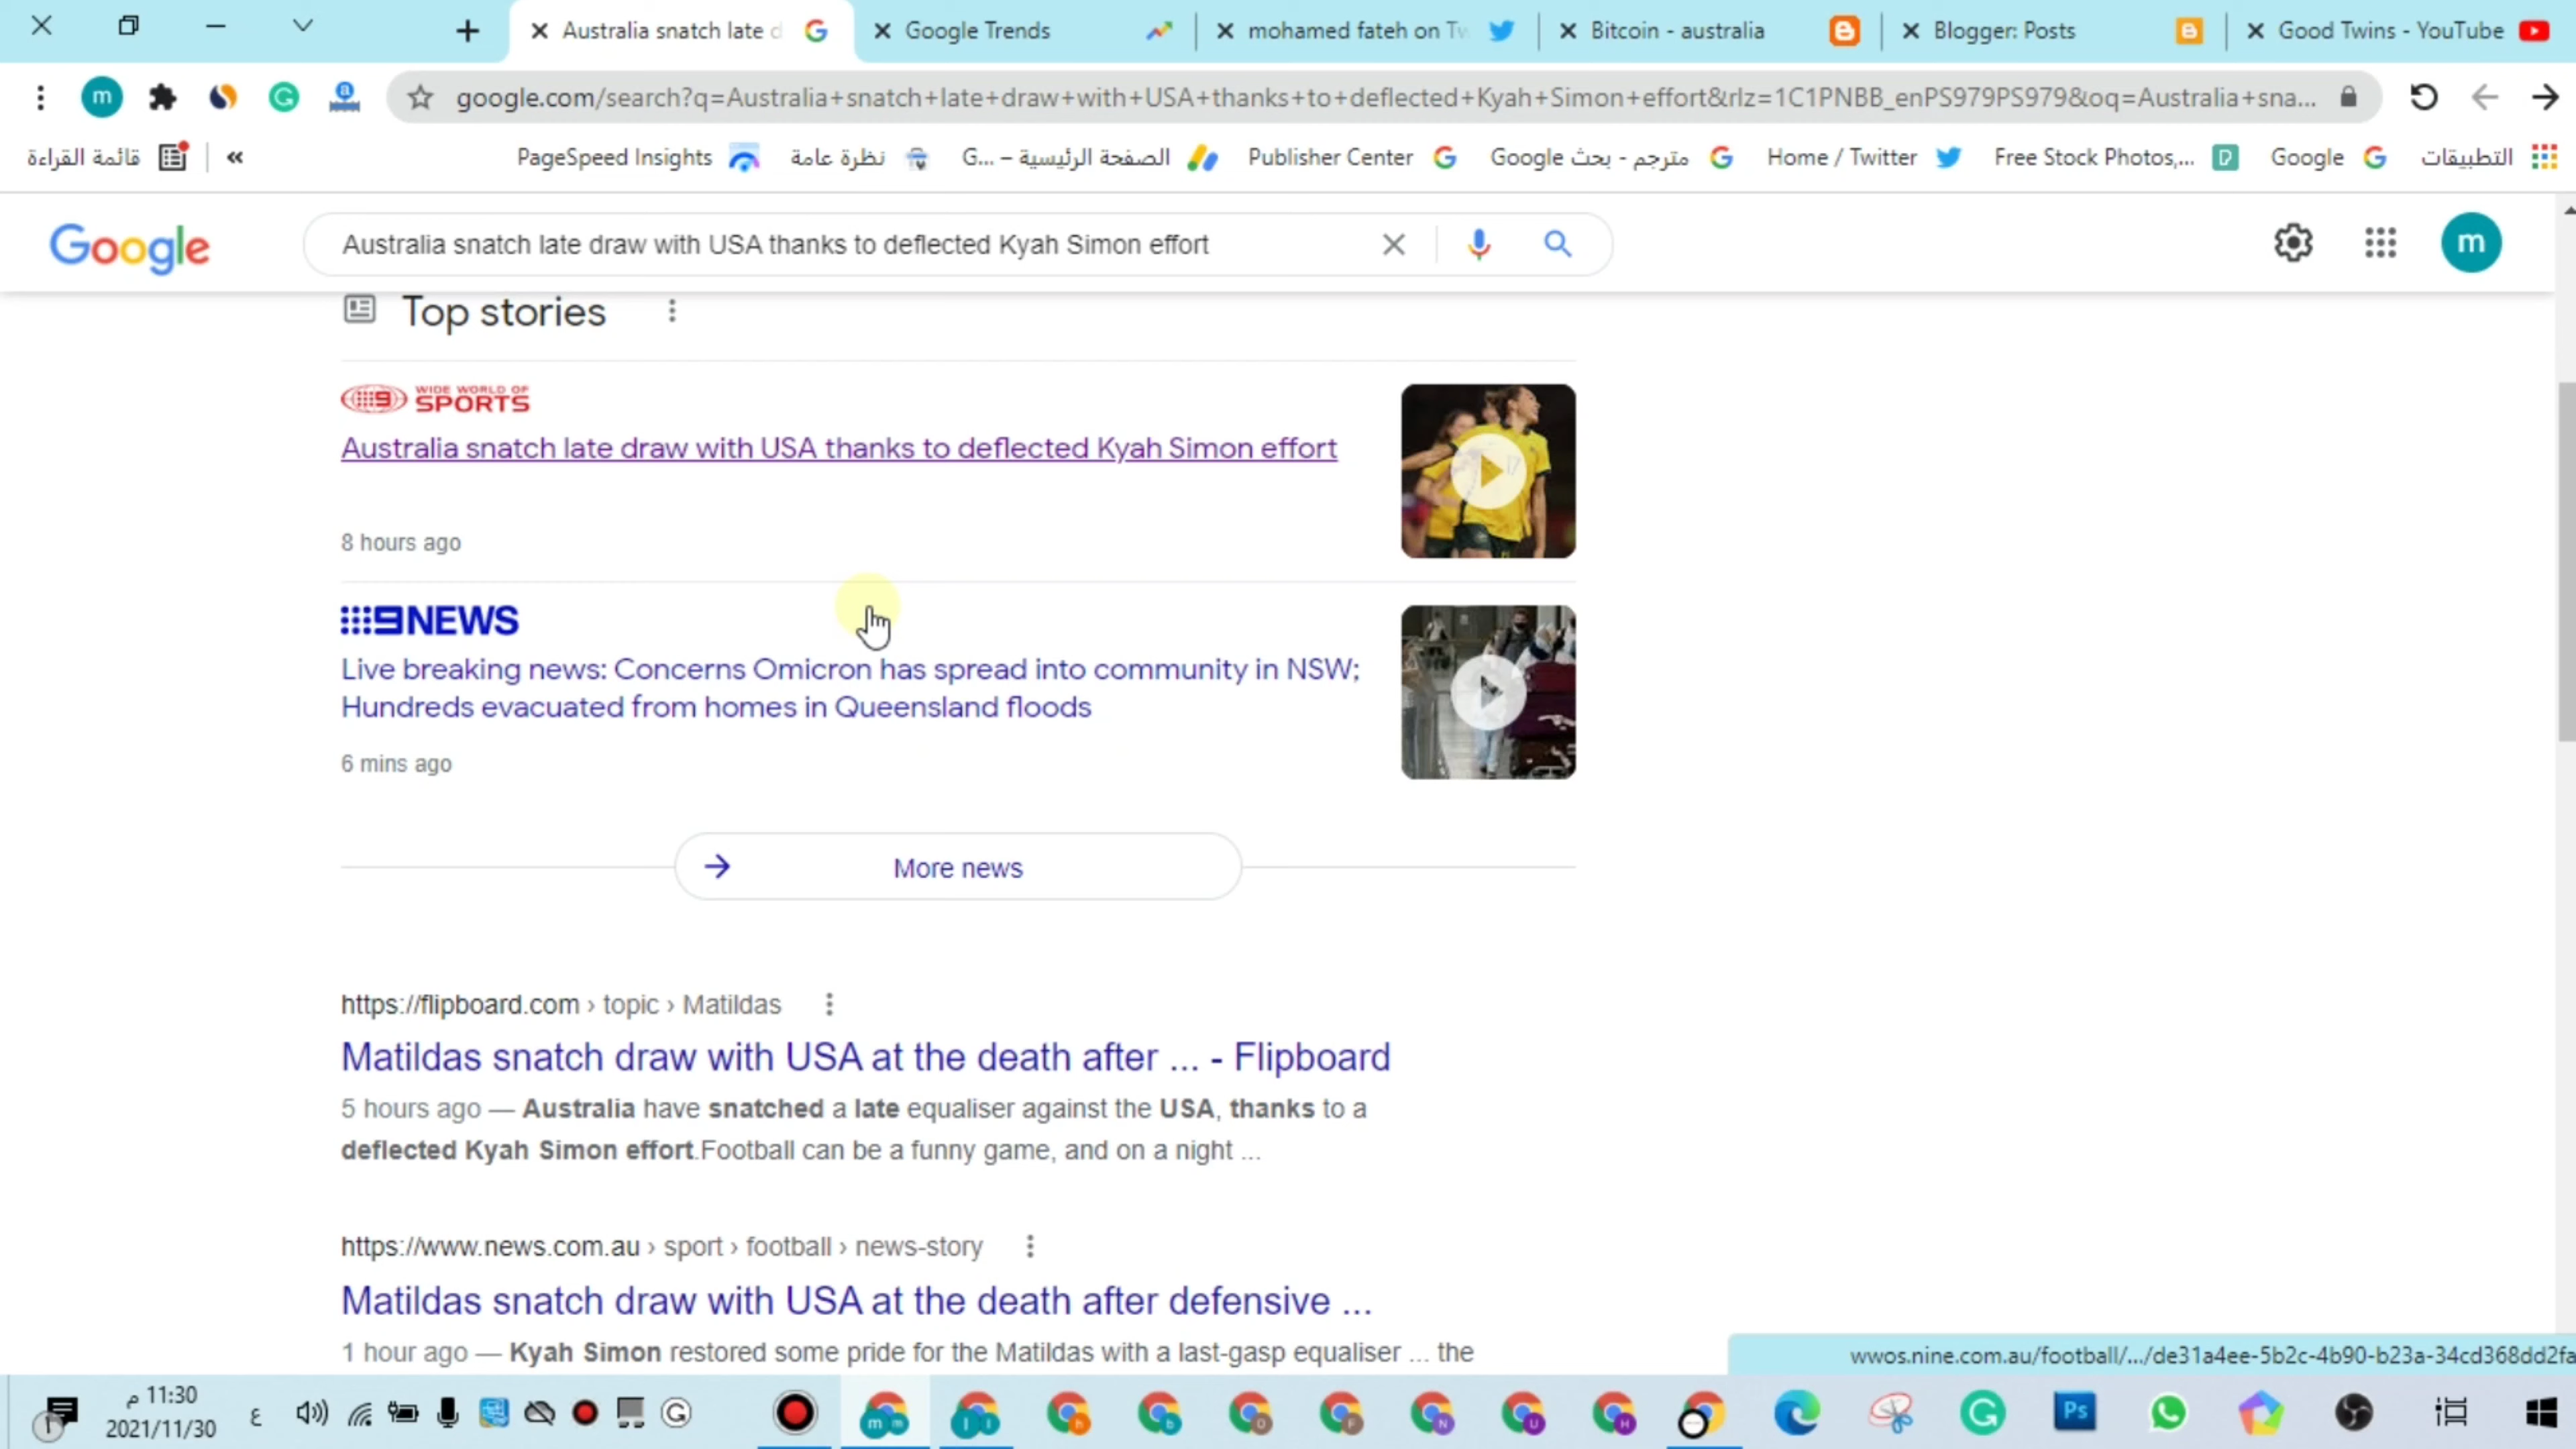 Australia snatch late d
Google Trends
mohamed fateh on Tw
Bitcoin - australia
Blogger: Posts
Good Twins - YouTube
m
google.com/search?q=Australia+snatch+late+draw+with+USA+thanks+to+deflected+Kyah+Simon+effort&rlz=1C1PNBB_enPS979PS979&oq=Australia+sna...
قائمة القراءة
»
PageSpeed Insights
نظرة عامة
الصفحة الرئيسية – G...
Publisher Center
مترجم - بحث Google
Home / Twitter
Free Stock Photos,...
Google
التطبيقات
Google
Australia snatch late draw with USA thanks to deflected Kyah Simon effort
m
Top stories
9 WIDE WORLD OF SPORTS
Australia snatch late draw with USA thanks to deflected Kyah Simon effort
8 hours ago
9NEWS
Live breaking news: Concerns Omicron has spread into community in NSW;
Hundreds evacuated from homes in Queensland floods
6 mins ago
More news
https://flipboard.com › topic › Matildas
Matildas snatch draw with USA at the death after ... - Flipboard
5 hours ago — Australia have snatched a late equaliser against the USA, thanks to a
deflected Kyah Simon effort.Football can be a funny game, and on a night ...
https://www.news.com.au › sport › football › news-story
Matildas snatch draw with USA at the death after defensive ...
1 hour ago — Kyah Simon restored some pride for the Matildas with a last-gasp equaliser ... the
wwos.nine.com.au/football/.../de31a4ee-5b2c-4b90-b23a-34cd368dd2fa
11:30 م
2021/11/30
ع
Ps